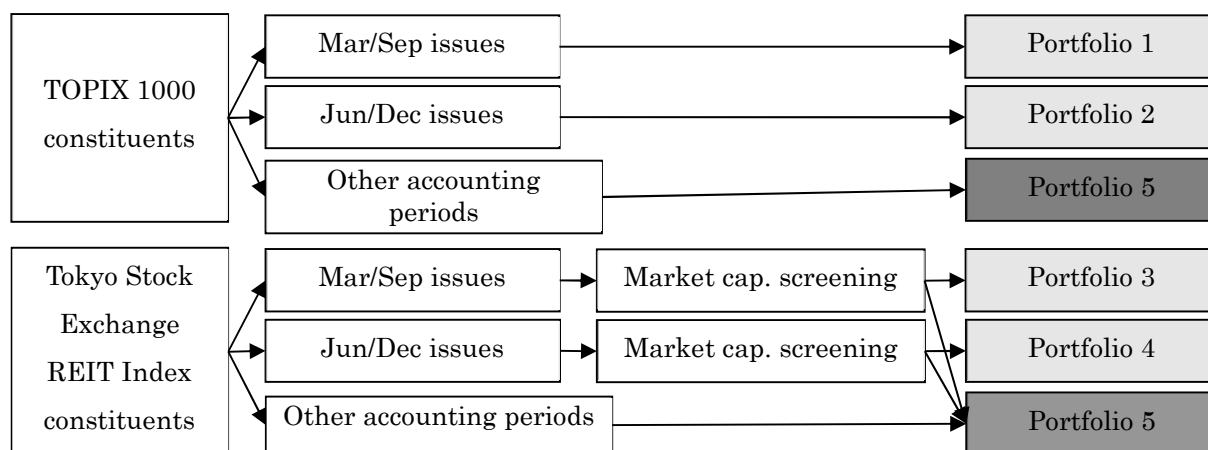 TOPIX 1000
constituents
Mar/Sep issues
Portfolio 1
Jun/Dec issues
Portfolio 2
Other accounting
periods
Portfolio 5
Tokyo Stock
Exchange
REIT Index
constituents
Mar/Sep issues
Market cap. screening
Portfolio 3
Jun/Dec issues
Market cap. screening
Portfolio 4
Other accounting periods
Portfolio 5